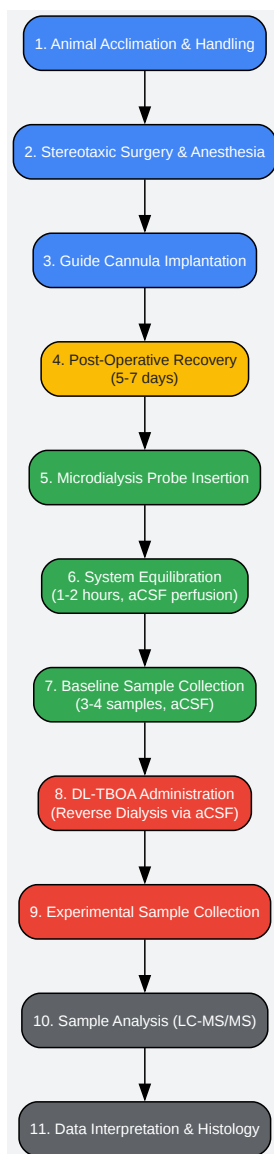 1. Animal Acclimation & Handling
2. Stereotaxic Surgery & Anesthesia
3. Guide Cannula Implantation
4. Post-Operative Recovery
(5-7 days)
5. Microdialysis Probe Insertion
6. System Equilibration
(1-2 hours, aCSF perfusion)
7. Baseline Sample Collection
(3-4 samples, aCSF)
8. DL-TBOA Administration
(Reverse Dialysis via aCSF)
9. Experimental Sample Collection
10. Sample Analysis (LC-MS/MS)
11. Data Interpretation & Histology